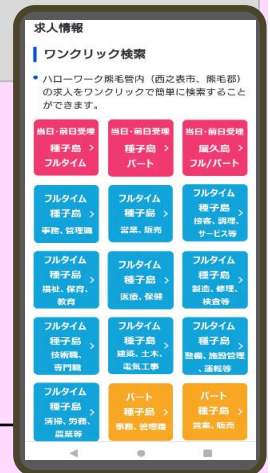 求人情報
ワンクリック検索
• ハローワーク熊毛管内（西之表市、熊毛郡）
の求人をワンクリックで簡単に検索すること
ができます。
当日・前日受理
種子島 >
フルタイム
当日・前日受理
種子島 >
パート
当日・前日受理
屋久島 >
フル/パート
フルタイム
種子島 >
事務、管理職
フルタイム
種子島 >
営業、販売
フルタイム
種子島 >
接客、調理、
サービス等
フルタイム
種子島 >
福祉、保育、
教育
フルタイム
種子島 >
医療、保健
フルタイム
種子島 >
製造、修理、
検査等
フルタイム
種子島 >
技術職、
専門職
フルタイム
種子島 >
建築、土木、
電気工事
フルタイム
種子島 >
警備、施設管理
、運転等
フルタイム
種子島 >
清掃、労務、
農業等
パート
種子島 >
事務、管理職
パート
種子島 >
営業、販売